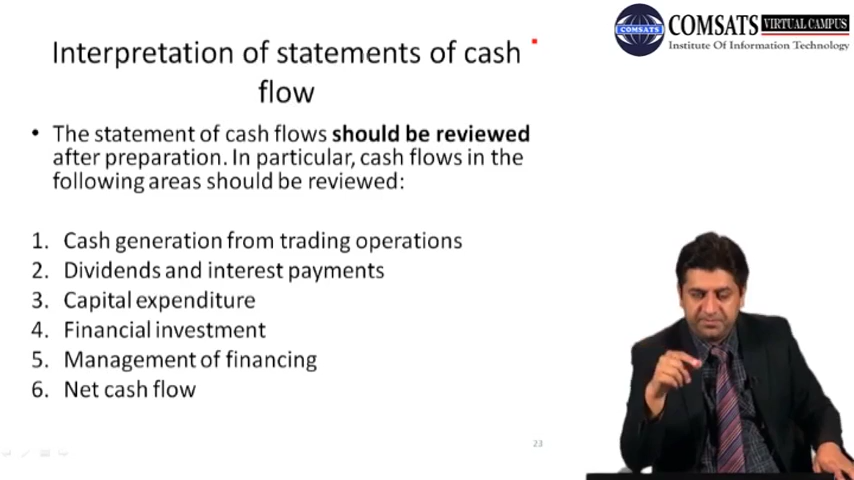 COMSATS VIRTUAL CAMPUS
COMSATS
Institute Of Information Technology
Interpretation of statements of cash
flow
• The statement of cash flows should be reviewed
after preparation. In particular, cash flows in the
following areas should be reviewed:
1. Cash generation from trading operations
2. Dividends and interest payments
3. Capital expenditure
4. Financial investment
5. Management of financing
6. Net cash flow
23